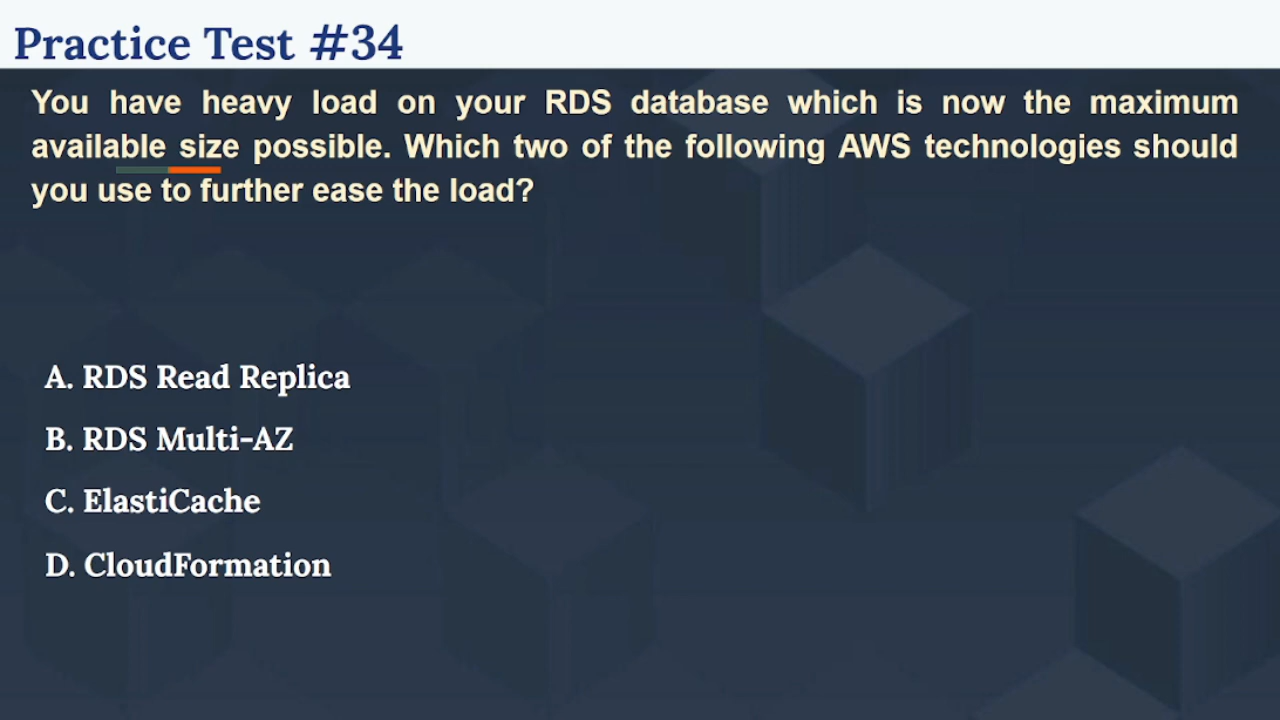 Practice Test #34
You have heavy load on your RDS database which is now the maximum
available size possible. Which two of the following AWS technologies should
you use to further ease the load?
A. RDS Read Replica
B. RDS Multi-AZ
C. ElastiCache
D. CloudFormation